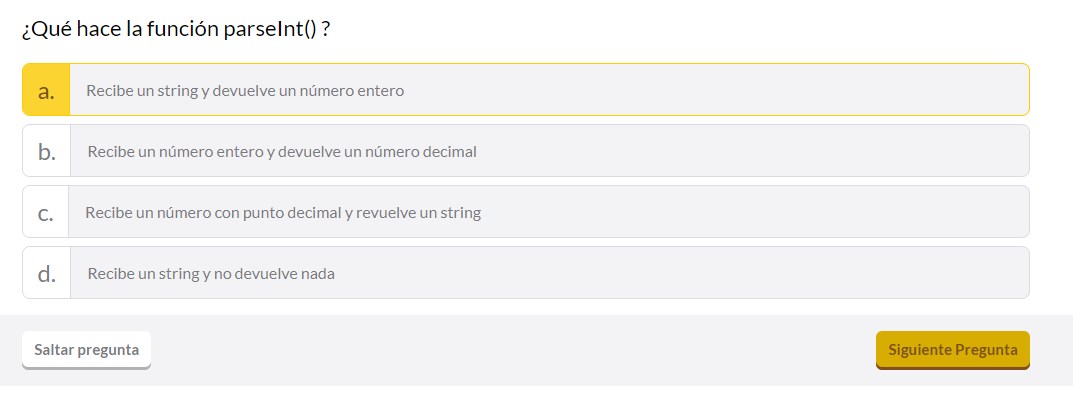 ¿Qué hace la función parseInt() ?
a. Recibe un string y devuelve un número entero
b. Recibe un número entero y devuelve un número decimal
c. Recibe un número con punto decimal y revuelve un string
d. Recibe un string y no devuelve nada
Saltar pregunta Siguiente Pregunta